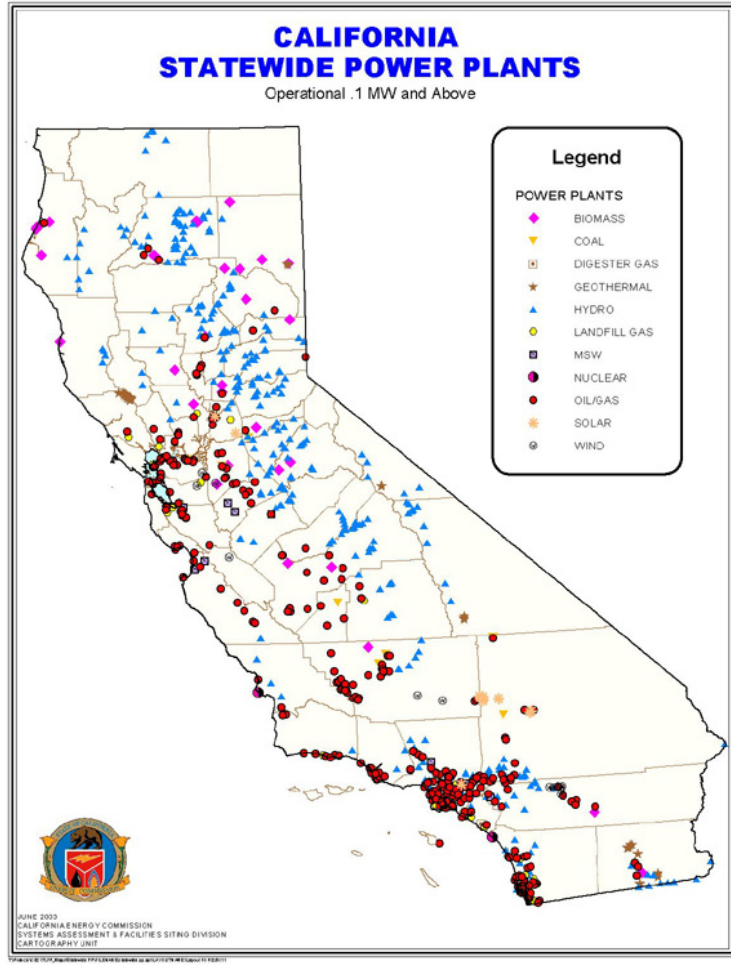 CALIFORNIA
STATEWIDE POWER PLANTS
Operational .1 MW and Above
Legend
POWER PLANTS
BIOMASS
COAL
DIGESTER GAS
GEOTHERMAL
HYDRO
LANDFILL GAS
MSW
NUCLEAR
OIL/GAS
SOLAR
WIND
JUNE 2003
CALIFORNIA ENERGY COMMISSION
SYSTEMS ASSESSMENT & FACILITIES SITING DIVISION
CARTOGRAPHY UNIT